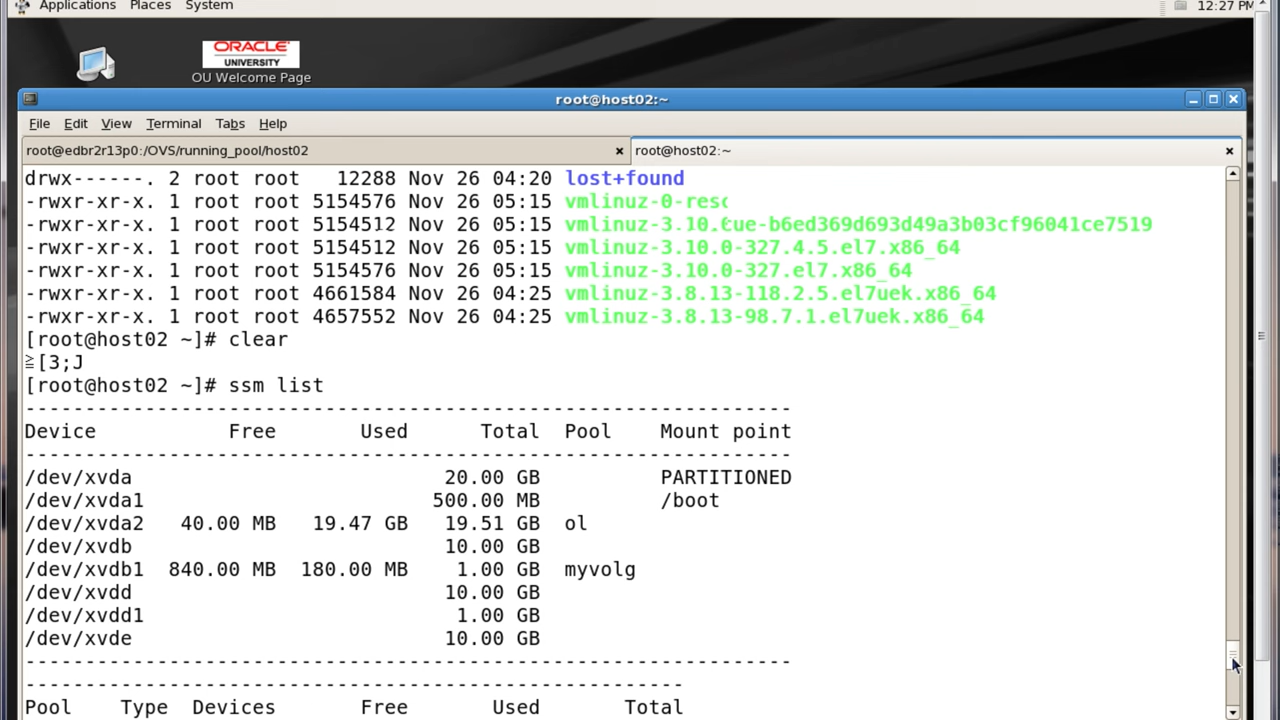 Applications Places System 12:27 PM
ORACLE
UNIVERSITY
OU Welcome Page
root@host02:~
File Edit View Terminal Tabs Help
root@edbr2r13p0:/OVS/running_pool/host02 root@host02:~
drwx------. 2 root root 12288 Nov 26 04:20 lost+found
-rwxr-xr-x. 1 root root 5154576 Nov 26 05:15 vmlinuz-0-resc
-rwxr-xr-x. 1 root root 5154512 Nov 26 05:15 vmlinuz-3.10.cue-b6ed369d693d49a3b03cf96041ce7519
-rwxr-xr-x. 1 root root 5154512 Nov 26 05:15 vmlinuz-3.10.0-327.4.5.el7.x86_64
-rwxr-xr-x. 1 root root 5154576 Nov 26 05:15 vmlinuz-3.10.0-327.el7.x86_64
-rwxr-xr-x. 1 root root 4661584 Nov 26 04:25 vmlinuz-3.8.13-118.2.5.el7uek.x86_64
-rwxr-xr-x. 1 root root 4657552 Nov 26 04:25 vmlinuz-3.8.13-98.7.1.el7uek.x86_64
[root@host02 ~]# clear
≧[3;J
[root@host02 ~]# ssm list
----------------------------------------------------------------
Device Free Used Total Pool Mount point
----------------------------------------------------------------
/dev/xvda 20.00 GB PARTITIONED
/dev/xvda1 500.00 MB /boot
/dev/xvda2 40.00 MB 19.47 GB 19.51 GB ol
/dev/xvdb 10.00 GB
/dev/xvdb1 840.00 MB 180.00 MB 1.00 GB myvolg
/dev/xvdd 10.00 GB
/dev/xvdd1 1.00 GB
/dev/xvde 10.00 GB
----------------------------------------------------------------
-------------------------------------------------------
Pool Type Devices Free Used Total